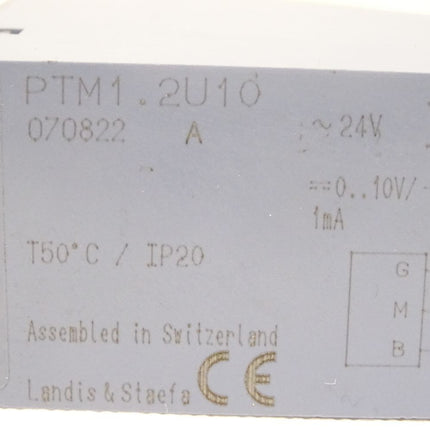 PTM1.2U10
070822 A ~24V
⎓0..10V/
1mA
T50°C / IP20
G
M
B
Assembled in Switzerland
Landis & Staefa CE